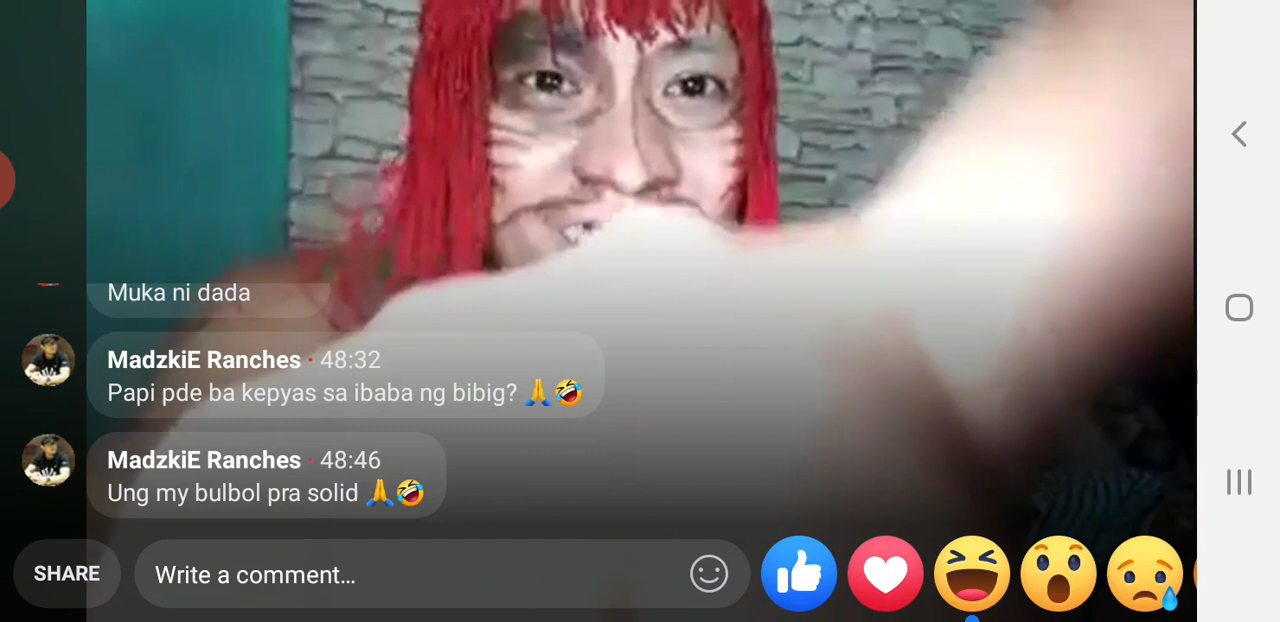 Muka ni dada
MadzkiE Ranches · 48:32
Papi pde ba kepyas sa ibaba ng bibig? 🙏🤣
MadzkiE Ranches · 48:46
Ung my bulbol pra solid 🙏🤣
SHARE
Write a comment...